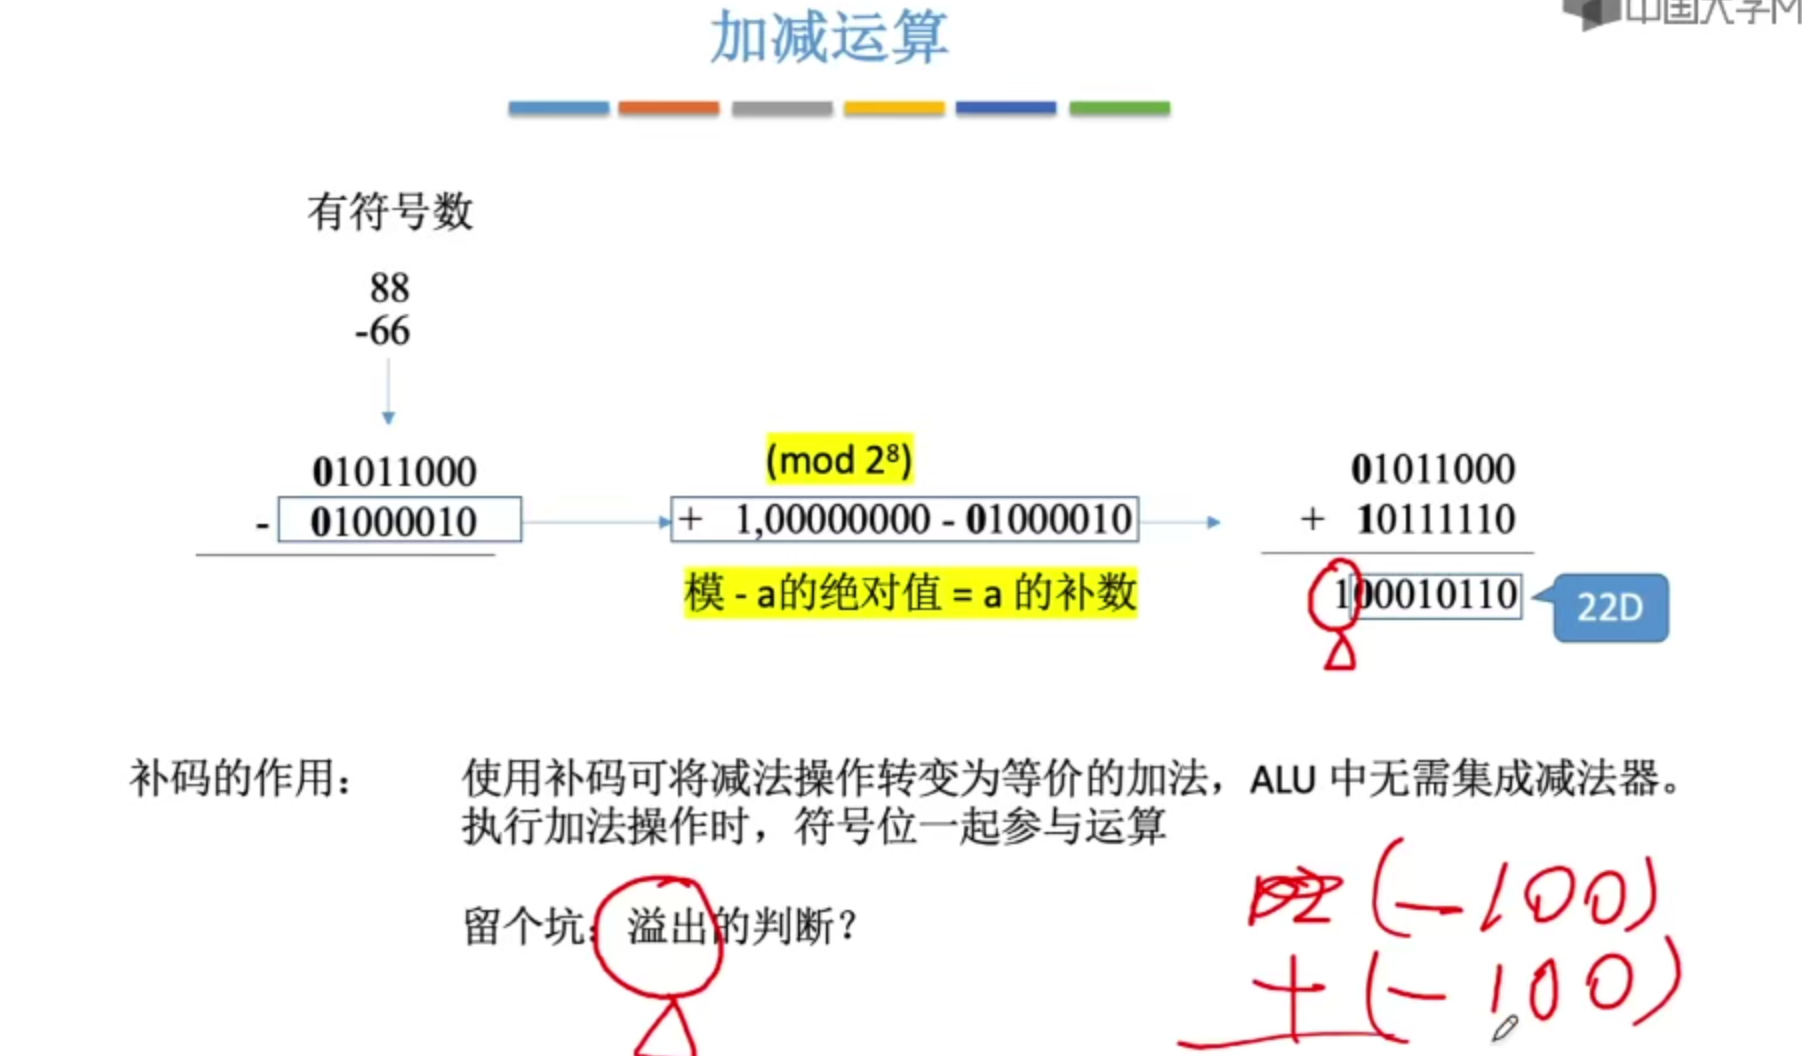 中国大学M
加减运算
有符号数
88
-66
01011000
- 01000010
(mod 2⁸)
+ 1,00000000 - 01000010
模 - a的绝对值 = a 的补数
01011000
+ 10111110
100010110
22D
补码的作用： 使用补码可将减法操作转变为等价的加法，ALU 中无需集成减法器。
执行加法操作时，符号位一起参与运算
留个坑：溢出的判断？
(-100)
+ (-100)